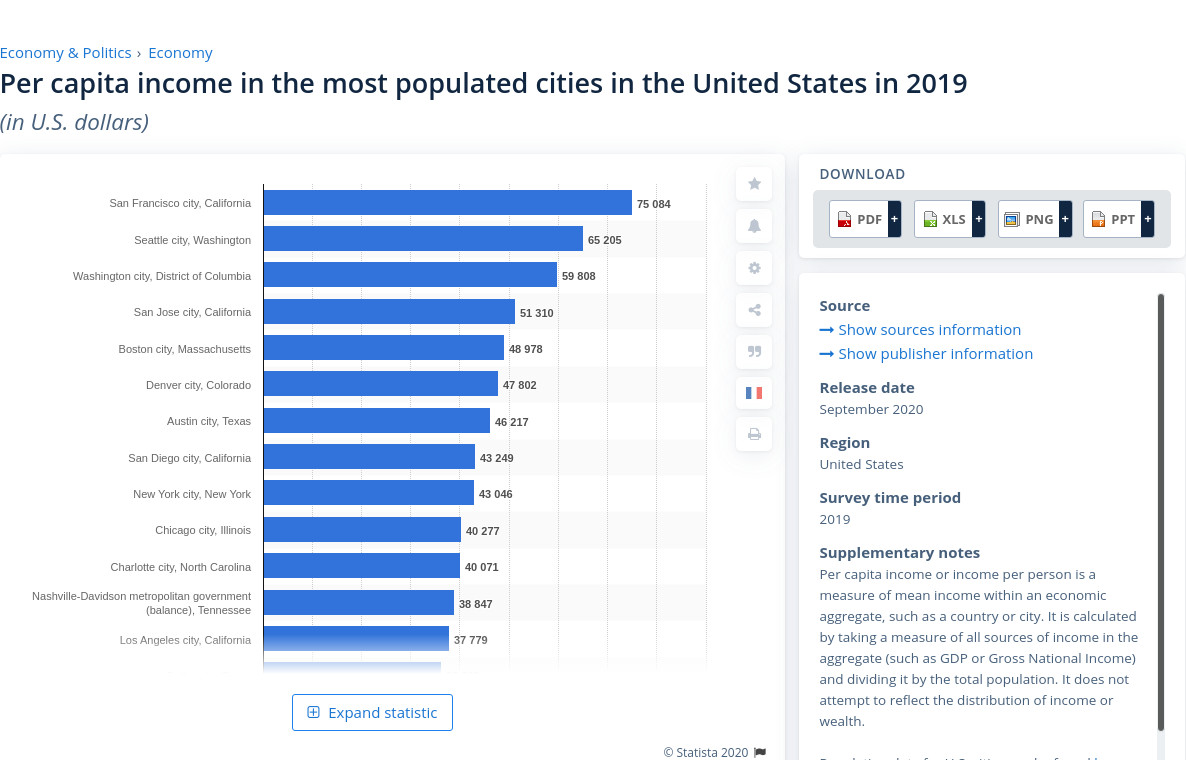 Economy & Politics › Economy
Per capita income in the most populated cities in the United States in 2019
(in U.S. dollars)
San Francisco city, California 75 084
Seattle city, Washington 65 205
Washington city, District of Columbia 59 808
San Jose city, California 51 310
Boston city, Massachusetts 48 978
Denver city, Colorado 47 802
Austin city, Texas 46 217
San Diego city, California 43 249
New York city, New York 43 046
Chicago city, Illinois 40 277
Charlotte city, North Carolina 40 071
Nashville-Davidson metropolitan government
(balance), Tennessee 38 847
Los Angeles city, California 37 779
Expand statistic
© Statista 2020
DOWNLOAD
PDF + XLS + PNG + PPT +
Source
Show sources information
Show publisher information
Release date
September 2020
Region
United States
Survey time period
2019
Supplementary notes
Per capita income or income per person is a
measure of mean income within an economic
aggregate, such as a country or city. It is calculated
by taking a measure of all sources of income in the
aggregate (such as GDP or Gross National Income)
and dividing it by the total population. It does not
attempt to reflect the distribution of income or
wealth.